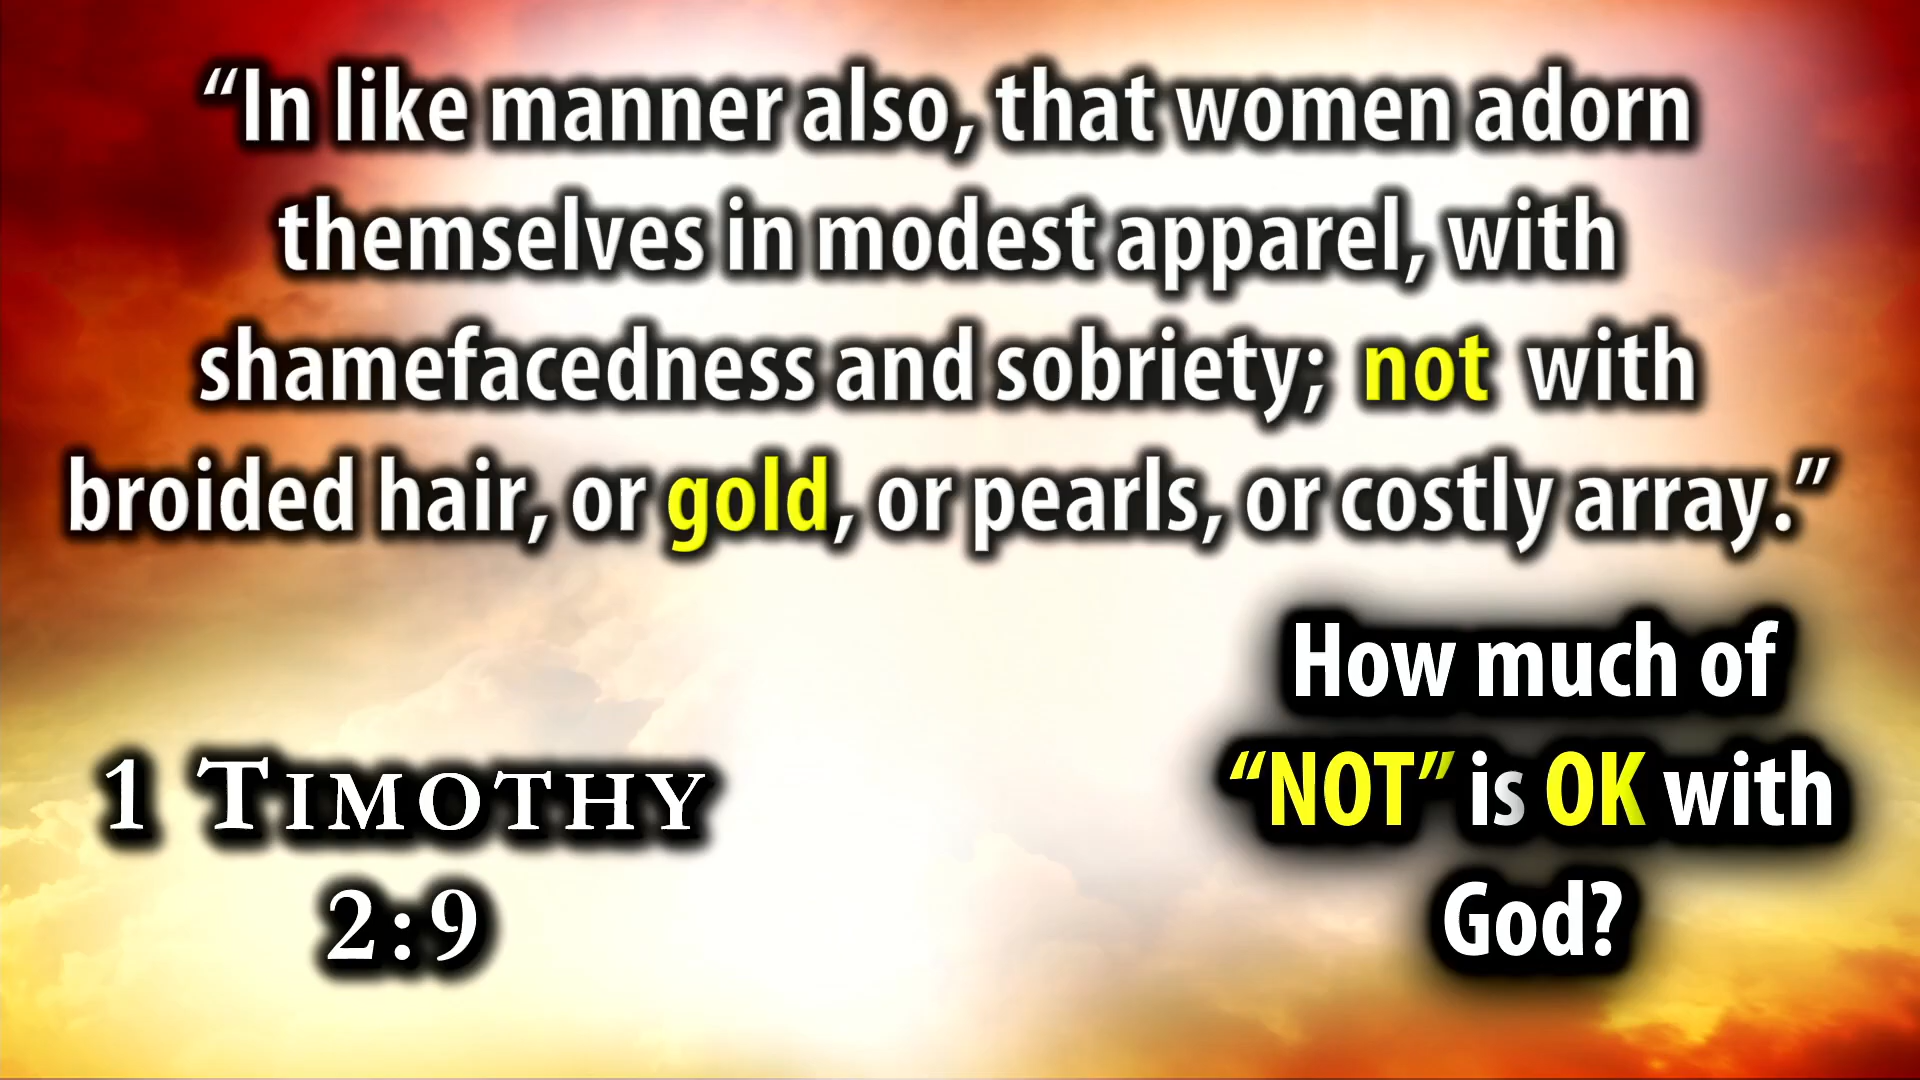 “In like manner also, that women adorn
themselves in modest apparel, with
shamefacedness and sobriety; not with
broided hair, or gold, or pearls, or costly array.”
1 TIMOTHY
2:9
How much of
“NOT” is OK with
God?